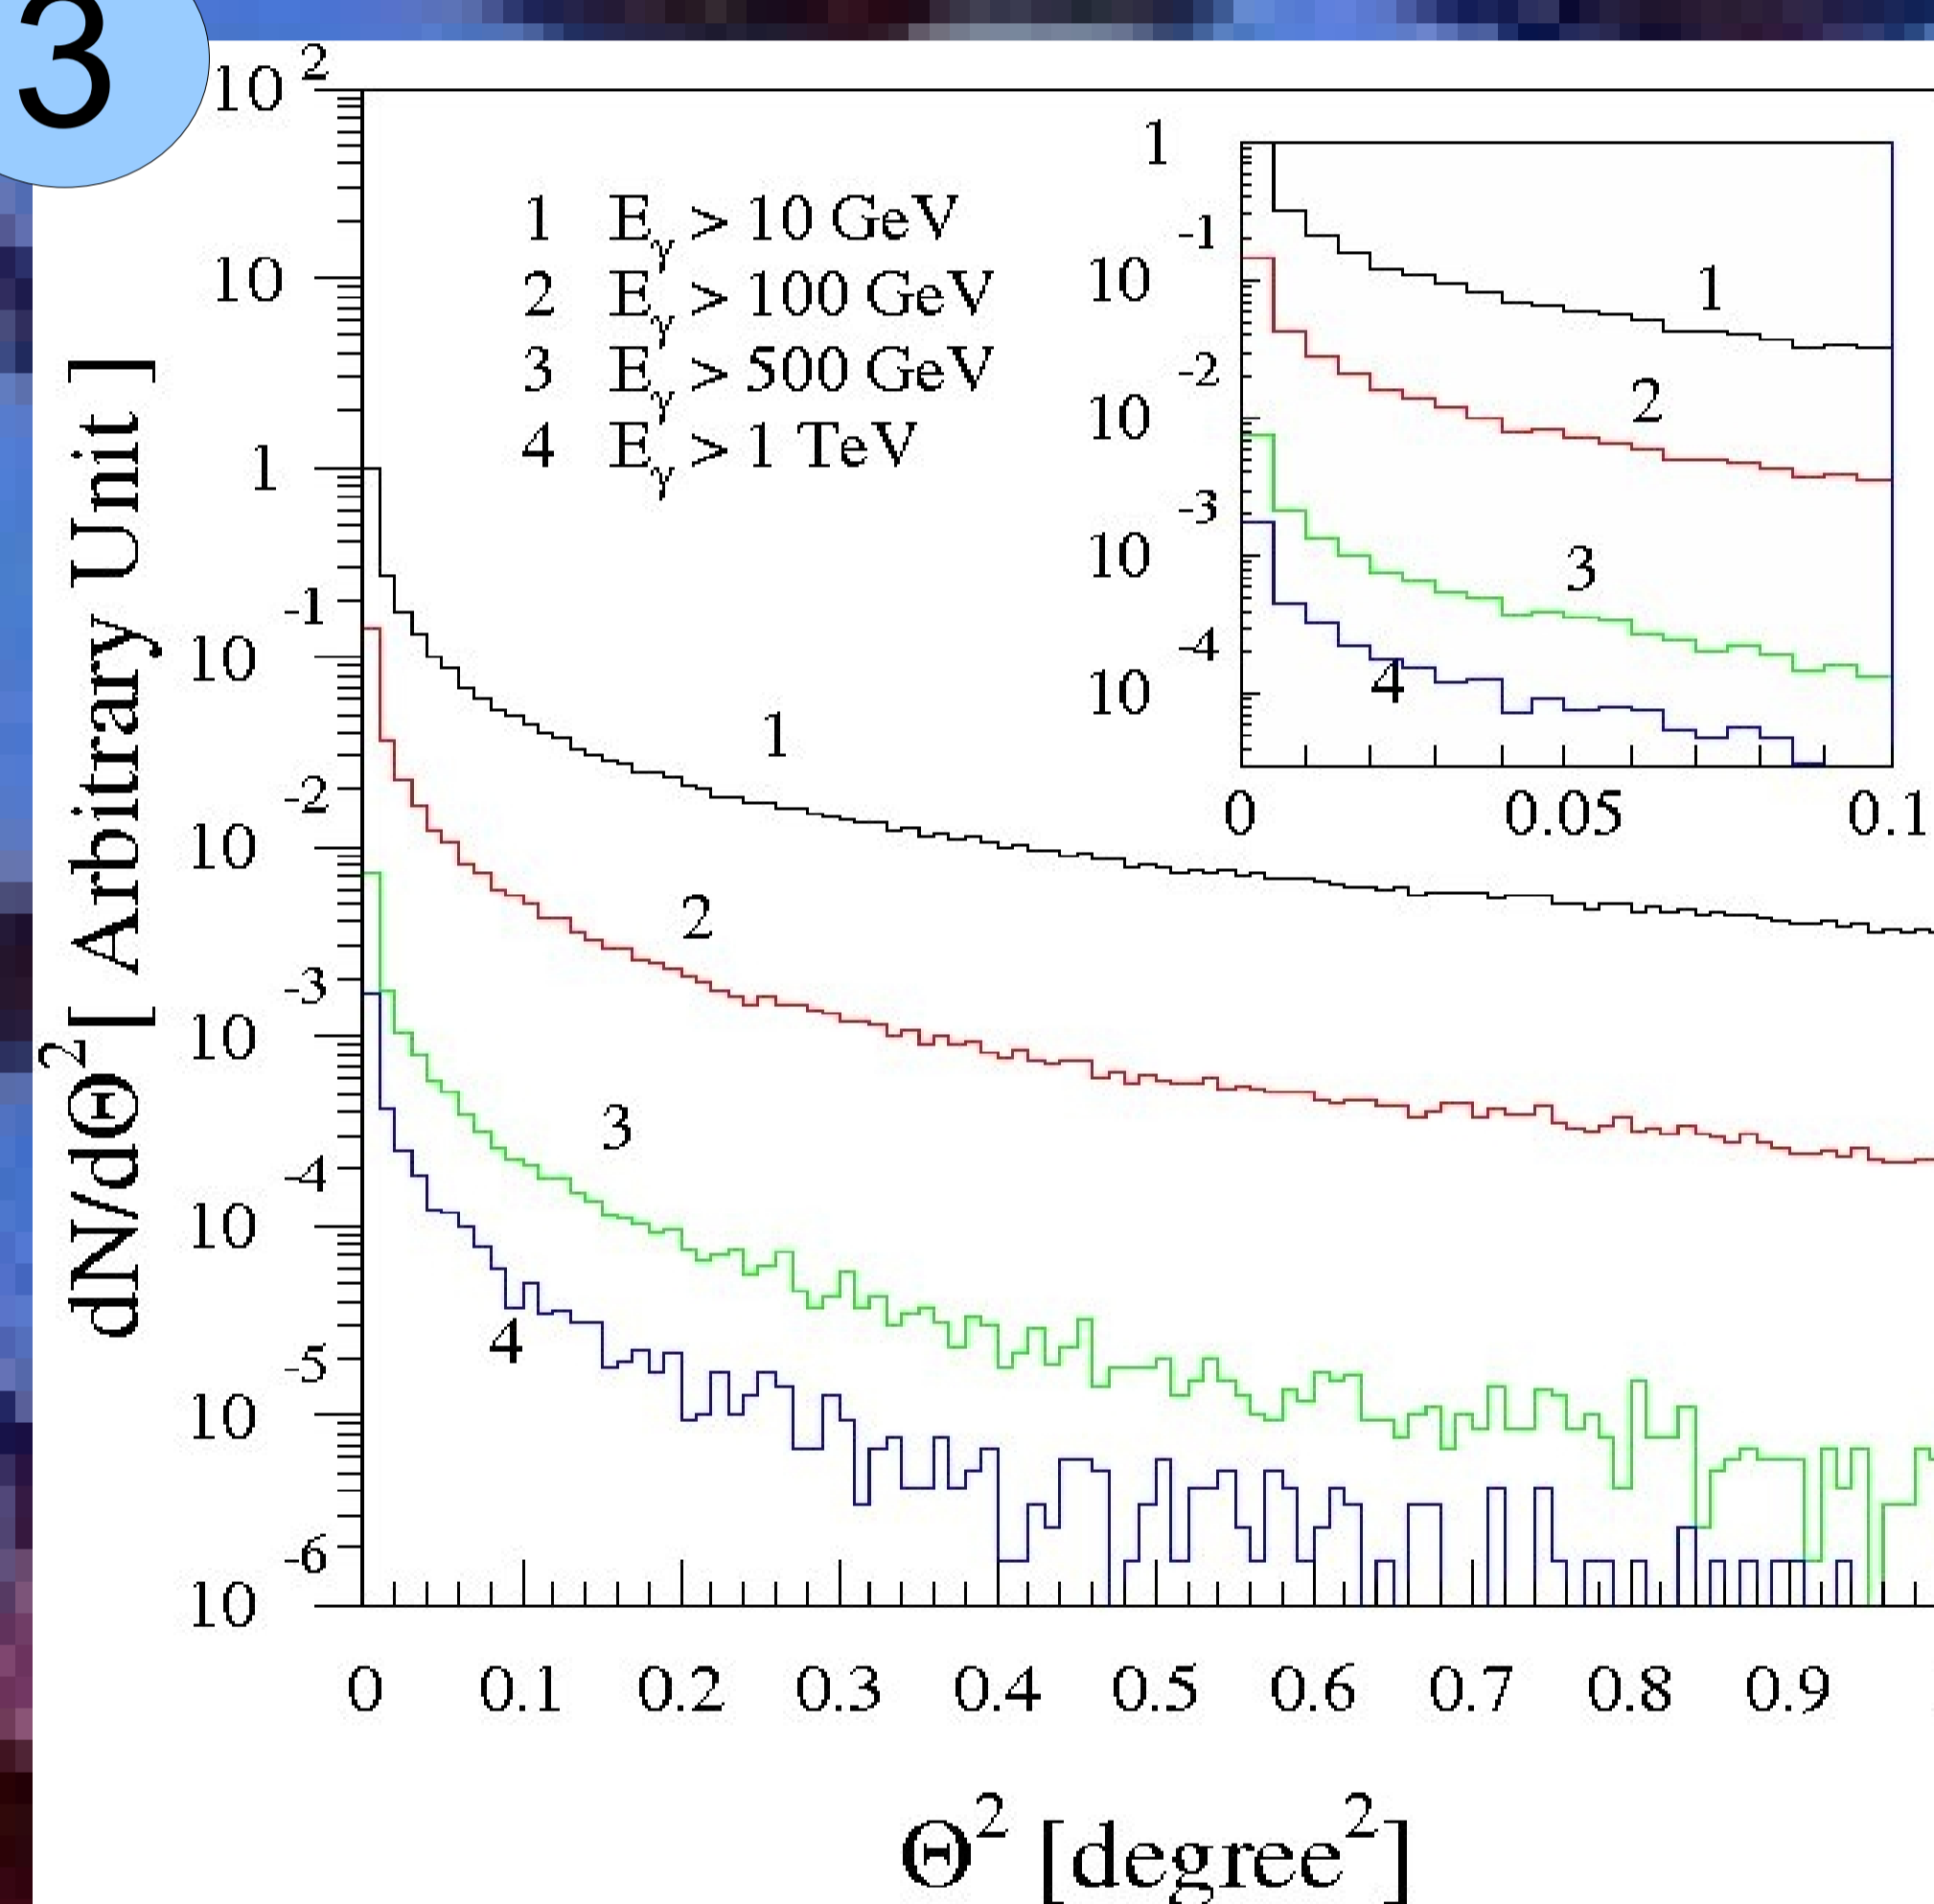 3
10 2
10
1
10 -1
10 -2
10 -3
10 -4
10 -5
10 -6
dN/dΘ² [ Arbitrary Unit ]
1 Eγ > 10 GeV
2 Eγ > 100 GeV
3 Eγ > 500 GeV
4 Eγ > 1 TeV
1
10 -1
10 -2
10 -3
10 -4
1
2
3
4
0 0.05 0.1
1
2
3
4
0 0.1 0.2 0.3 0.4 0.5 0.6 0.7 0.8 0.9
Θ² [degree²]